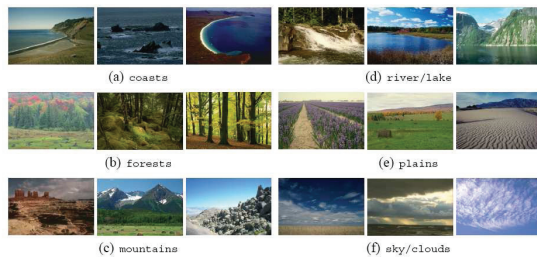 (a) coasts
(d) river/lake
(b) forests
(e) plains
(c) mountains
(f) sky/clouds